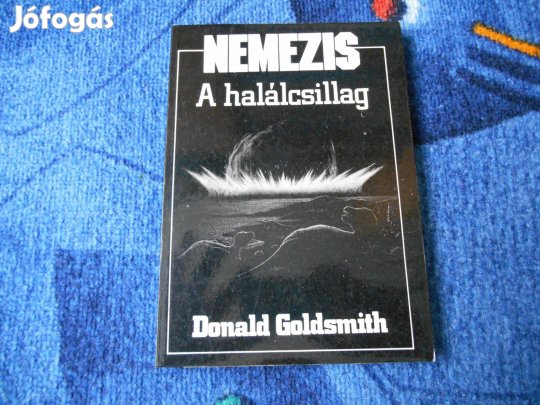 Jófogás
NEMEZIS
A halálcsillag
Donald Goldsmith